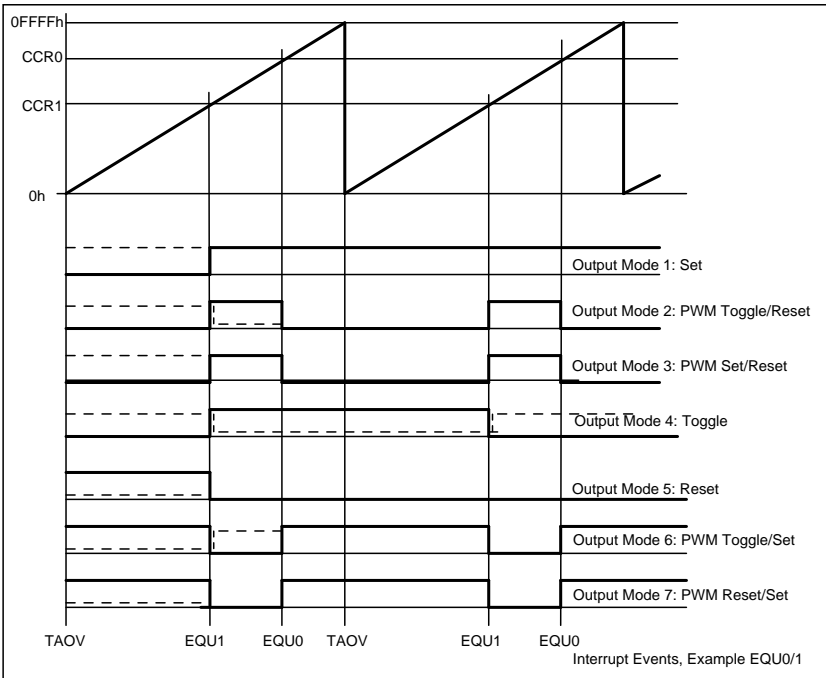 0FFFFh
CCR0
CCR1
0h
Output Mode 1: Set
Output Mode 2: PWM Toggle/Reset
Output Mode 3: PWM Set/Reset
Output Mode 4: Toggle
Output Mode 5: Reset
Output Mode 6: PWM Toggle/Set
Output Mode 7: PWM Reset/Set
TAOV EQU1 EQU0 TAOV EQU1 EQU0
Interrupt Events, Example EQU0/1